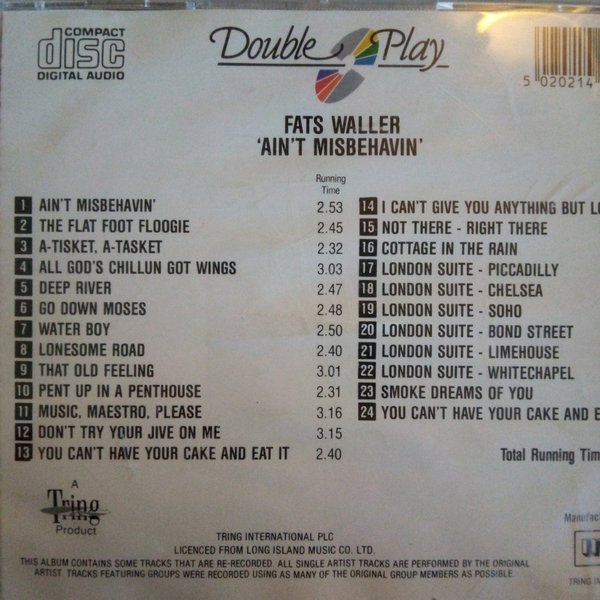 COMPACT
disc
DIGITAL AUDIO
Double Play
5 020214
FATS WALLER
'AIN'T MISBEHAVIN'
Running
Time
1 AIN'T MISBEHAVIN' 2.53
2 THE FLAT FOOT FLOOGIE 2.45
3 A-TISKET, A-TASKET 2.32
4 ALL GOD'S CHILLUN GOT WINGS 3.03
5 DEEP RIVER 2.47
6 GO DOWN MOSES 2.48
7 WATER BOY 2.50
8 LONESOME ROAD 2.40
9 THAT OLD FEELING 3.01
10 PENT UP IN A PENTHOUSE 2.31
11 MUSIC, MAESTRO, PLEASE 3.16
12 DON'T TRY YOUR JIVE ON ME 3.15
13 YOU CAN'T HAVE YOUR CAKE AND EAT IT 2.40
14 I CAN'T GIVE YOU ANYTHING BUT
15 NOT THERE - RIGHT THERE
16 COTTAGE IN THE RAIN
17 LONDON SUITE - PICCADILLY
18 LONDON SUITE - CHELSEA
19 LONDON SUITE - SOHO
20 LONDON SUITE - BOND STREET
21 LONDON SUITE - LIMEHOUSE
22 LONDON SUITE - WHITECHAPEL
23 SMOKE DREAMS OF YOU
24 YOU CAN'T HAVE YOUR CAKE AND
Total Running
A
Tring
Product
TRING INTERNATIONAL PLC
LICENCED FROM LONG ISLAND MUSIC CO. LTD.
THIS ALBUM CONTAINS SOME TRACKS THAT ARE RE-RECORDED. ALL SINGLE ARTIST TRACKS ARE PERFORMED BY THE ORIGINAL
ARTIST. TRACKS FEATURING GROUPS WERE RECORDED USING AS MANY OF THE ORIGINAL GROUP MEMBERS AS POSSIBLE.
TRING